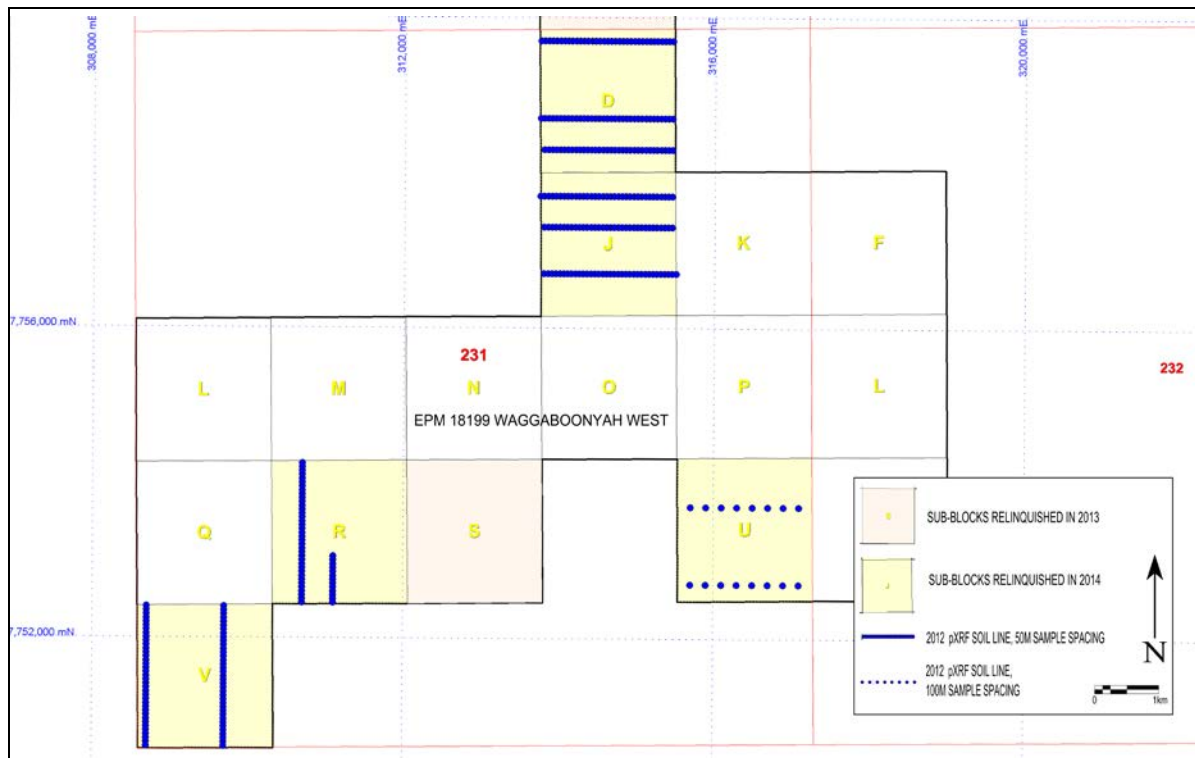 308,000 mE
312,000 mE
316,000 mE
320,000 mE
D
J
K
F
7,756,000 mN
231
232
L
M
N
O
P
L
EPM 18199 WAGGABOONYAH WEST
Q
R
S
U
SUB-BLOCKS RELINQUISHED IN 2013
SUB-BLOCKS RELINQUISHED IN 2014
7,752,000 mN
2012 pXRF SOIL LINE, 50M SAMPLE SPACING
2012 pXRF SOIL LINE,
100M SAMPLE SPACING
N
0 1km
V